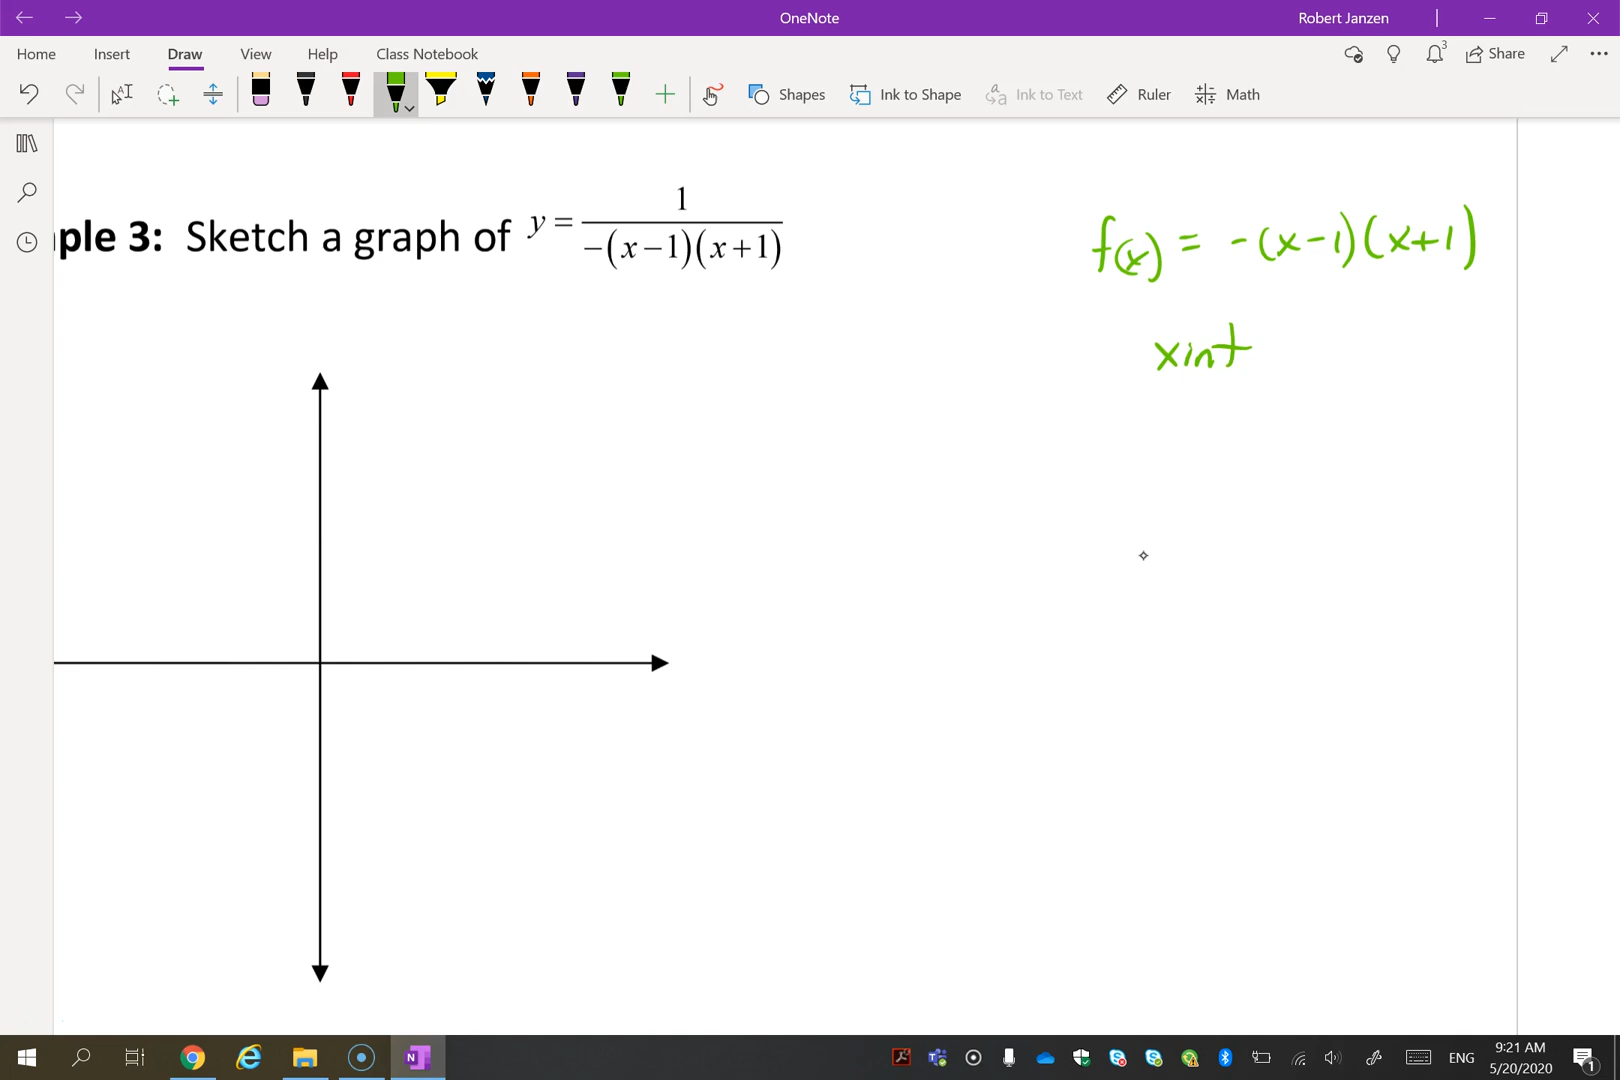 OneNote
Robert Janzen
Home Insert Draw View Help Class Notebook
3 Share
Shapes Ink to Shape Ink to Text Ruler Math
ple 3: Sketch a graph of y = 1 / −(x−1)(x+1)
f(x) = -(x-1)(x+1)
xint
N ENG 9:21 AM
5/20/2020 1